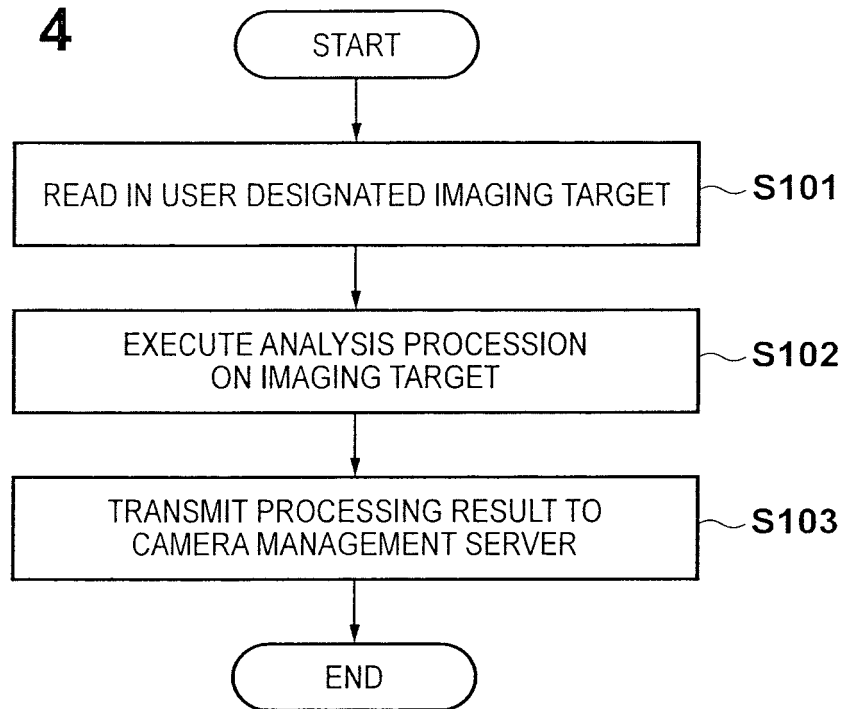 4
START
READ IN USER DESIGNATED IMAGING TARGET
S101
EXECUTE ANALYSIS PROCESSION
ON IMAGING TARGET
S102
TRANSMIT PROCESSING RESULT TO
CAMERA MANAGEMENT SERVER
S103
END